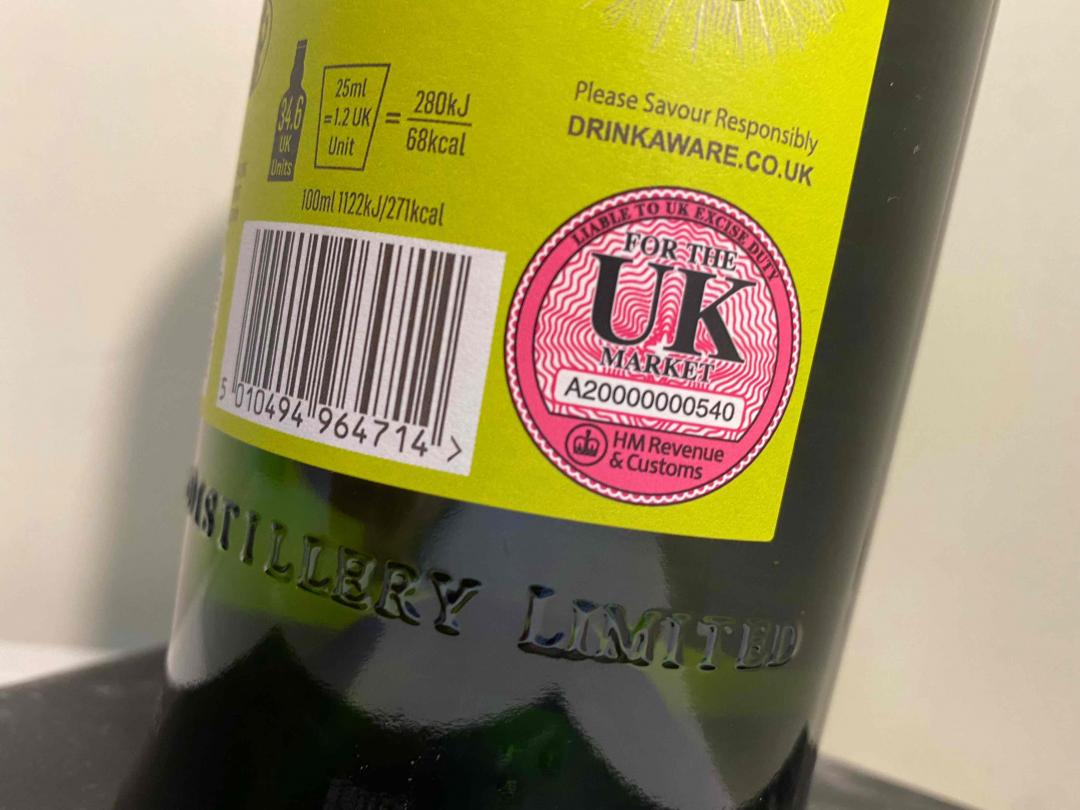 34.6
UK
Units
25ml
=1.2 UK
Unit
=
280kJ
68kcal
100ml 1122kJ/271kcal
Please Savour Responsibly
DRINKAWARE.CO.UK
5 010494 964714 >
LIABLE TO UK EXCISE DUTY
FOR THE
UK
MARKET
A20000000540
HM Revenue
& Customs
DISTILLERY LIMITED